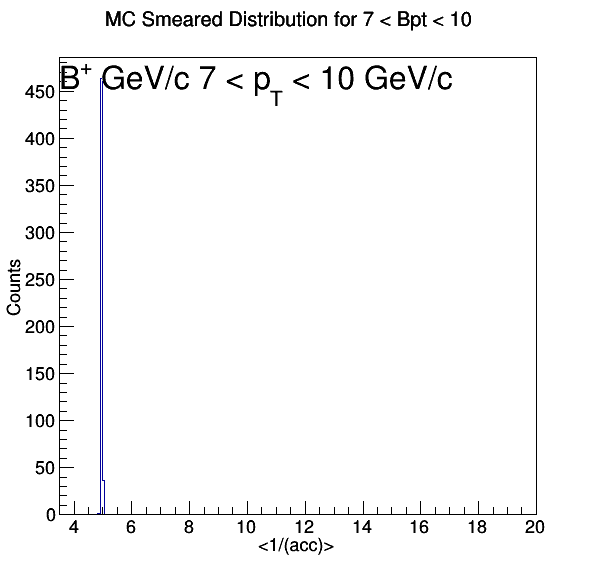 MC Smeared Distribution for 7 < Bpt < 10
B⁺ GeV/c 7 < p_T < 10 GeV/c
450
400
350
300
250
200
150
100
50
0
Counts
4 6 8 10 12 14 16 18 20
<1/(acc)>